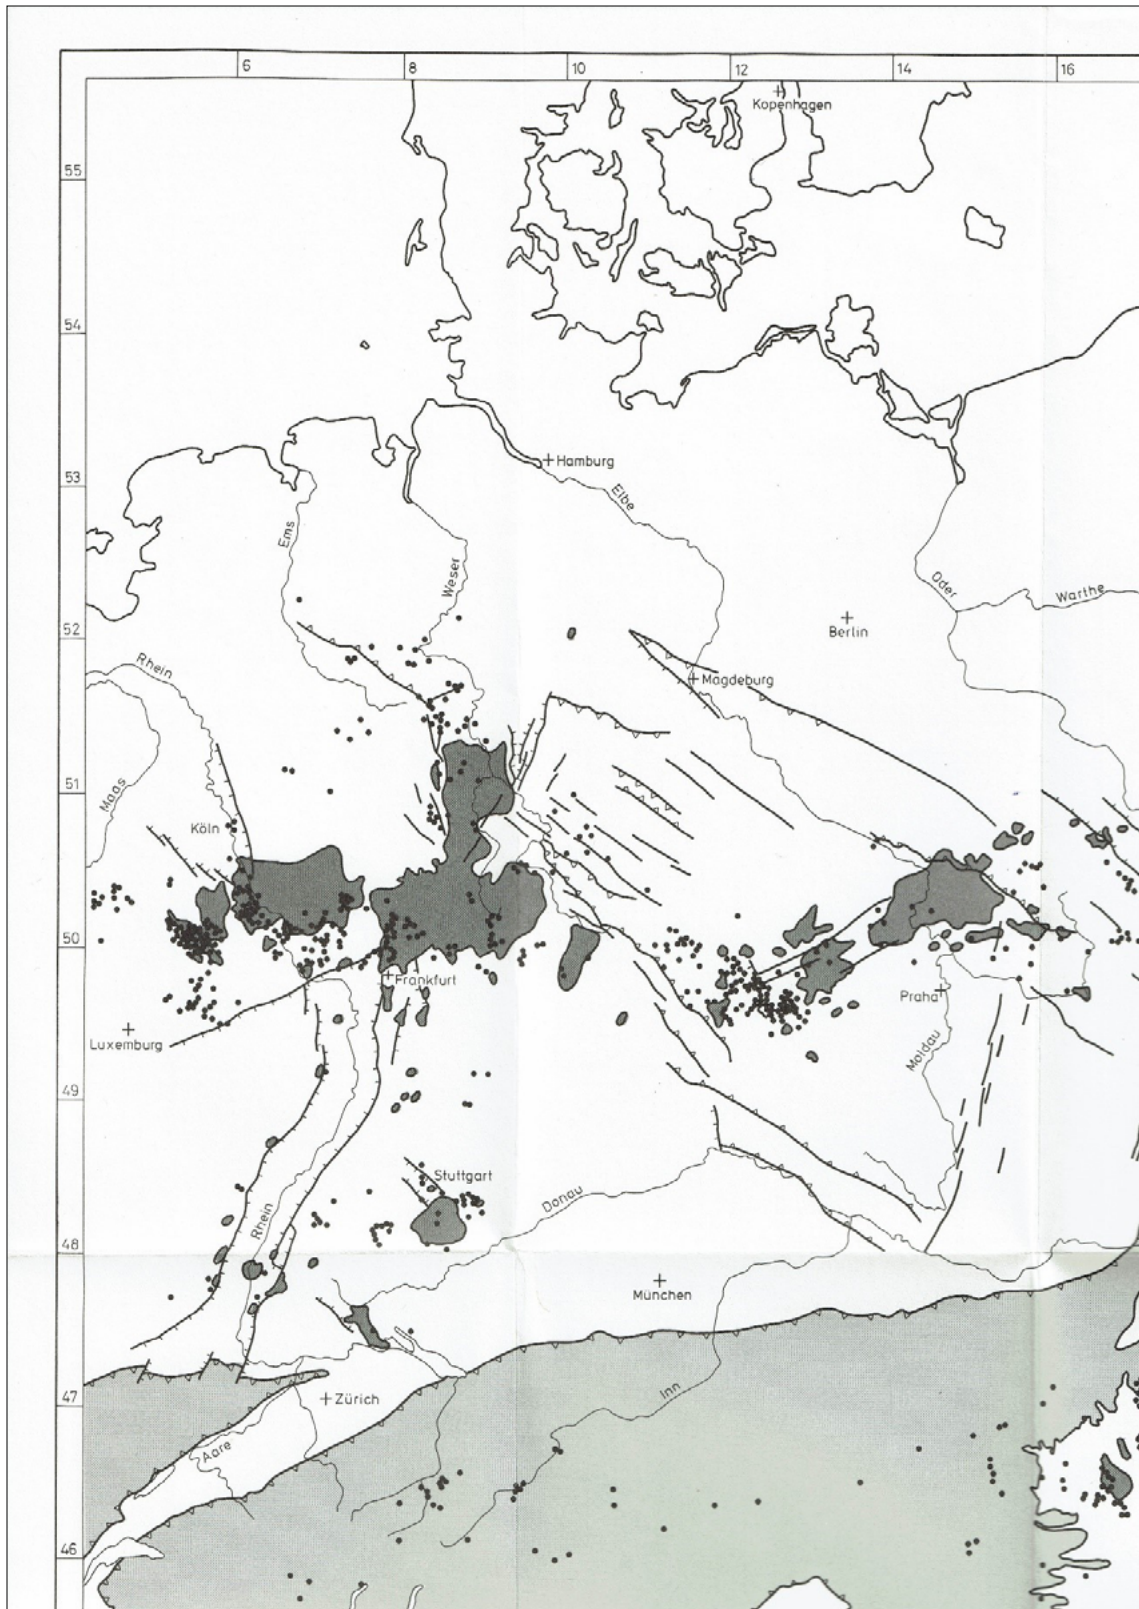 6
8
10
12
14
16
Kopenhagen
55
54
Hamburg
53
Elbe
Ems
Weser
Oder
Warthe
52
Berlin
Rhein
Magdeburg
51
Maas
Köln
50
Frankfurt
Praha
Luxemburg
Moldau
49
Stuttgart
Donau
Rhein
48
München
47
Zürich
Inn
Aare
46